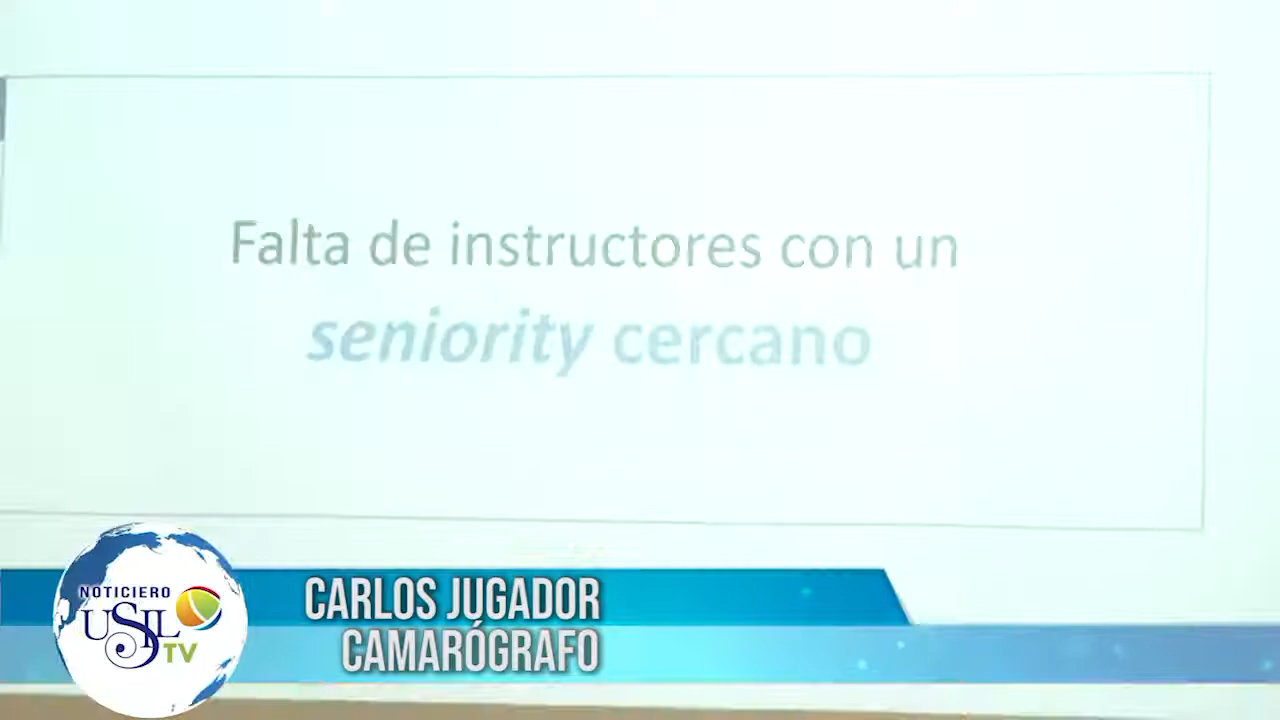 Falta de instructores con un
seniority cercano
NOTICIERO
USIL
TV
CARLOS JUGADOR
CAMARÓGRAFO